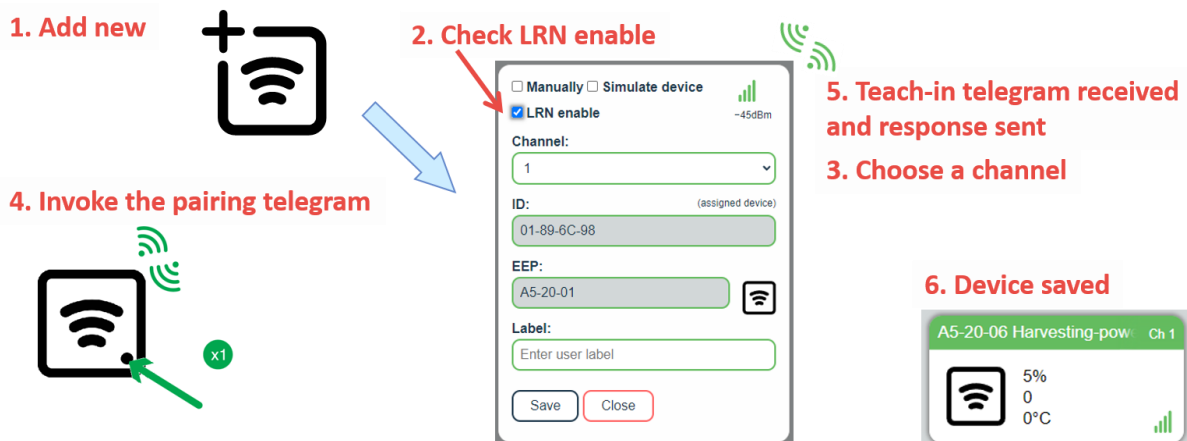 1. Add new
2. Check LRN enable
Manually Simulate device
LRN enable
-45dBm
Channel:
1
ID:
(assigned device)
01-89-6C-98
EEP:
A5-20-01
Label:
Enter user label
Save Close
5. Teach-in telegram received
and response sent
3. Choose a channel
4. Invoke the pairing telegram
x1
6. Device saved
A5-20-06 Harvesting-pow Ch 1
5%
0
0°C